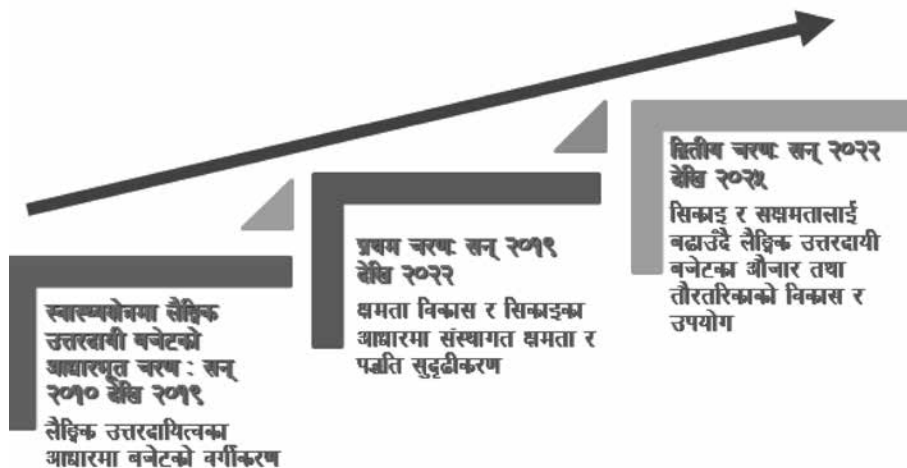 स्वास्थ्यक्षेत्रमा लैङ्गिक
उत्तरदायी बजेटको
आधारभूत चरण : सन्
२०१० देखि २०१९
लैङ्गिक उत्तरदायित्वका
आधारमा बजेटको वर्गीकरण
प्रथम चरण: सन् २०१९
देखि २०२२
क्षमता विकास र सिकाइका
आधारमा संस्थागत क्षमता र
पद्धति सुदृढीकरण
द्वितीय चरण: सन् २०२२
देखि २०२५
सिकाइ र सक्षमतालाई
बढाउँदै लैङ्गिक उत्तरदायी
बजेटका औजार तथा
तौरतरिकाको विकास र
उपयोग